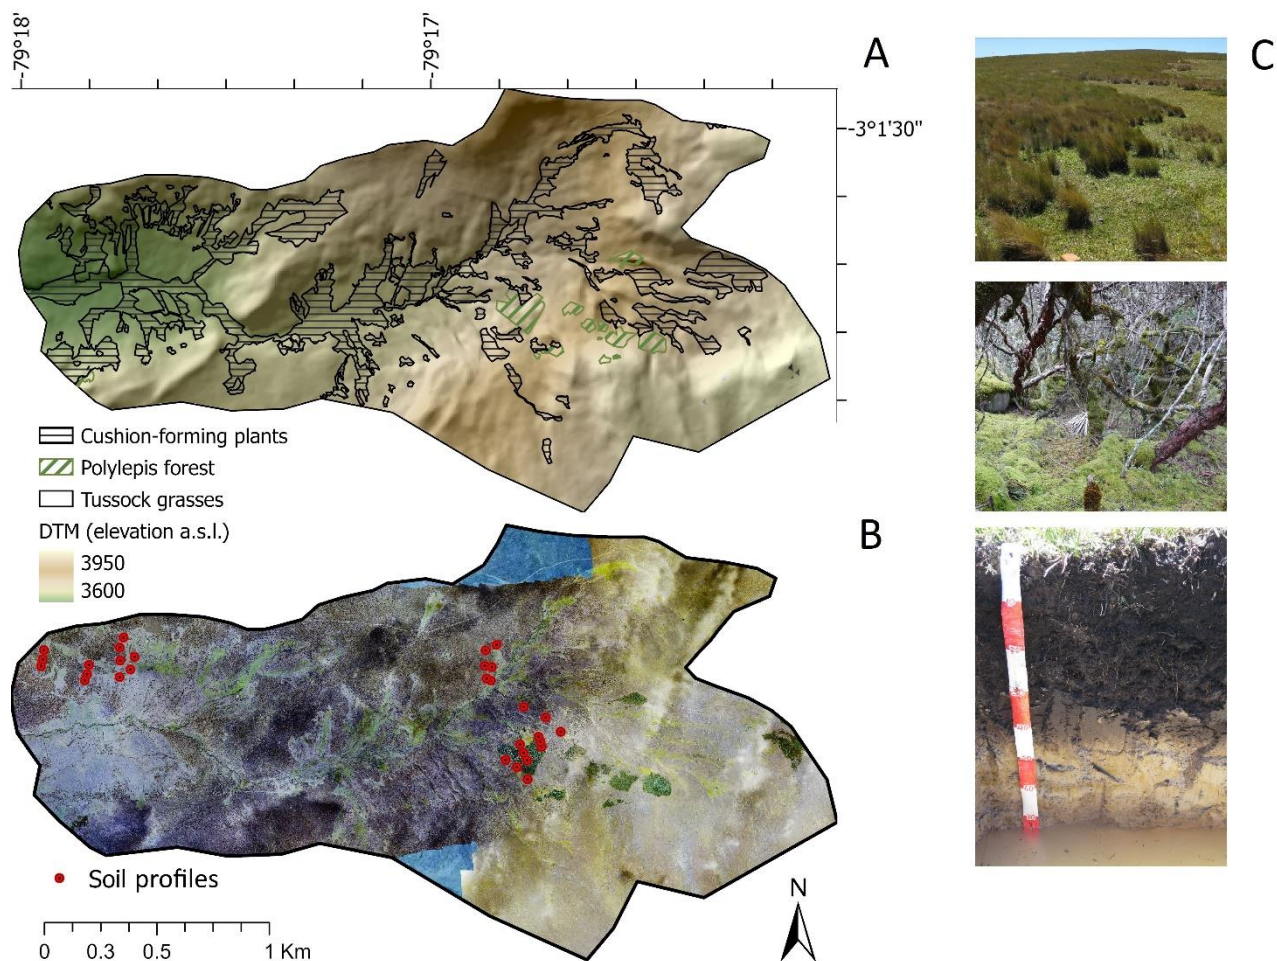 -79°18'
-79°17'
A
C
-3°1'30"
Cushion-forming plants
Polylepis forest
Tussock grasses
DTM (elevation a.s.l.)
3950
3600
B
Soil profiles
N
0 0.3 0.5 1 Km